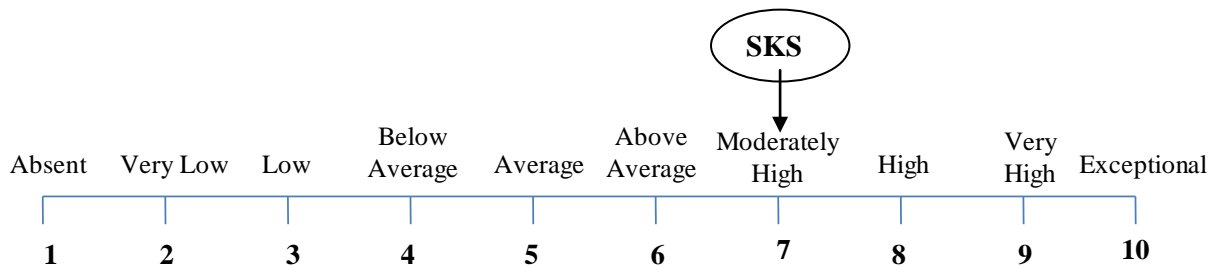 SKS
Absent Very Low Low Below Average Average Above Average Moderately High High Very High Exceptional
1 2 3 4 5 6 7 8 9 10